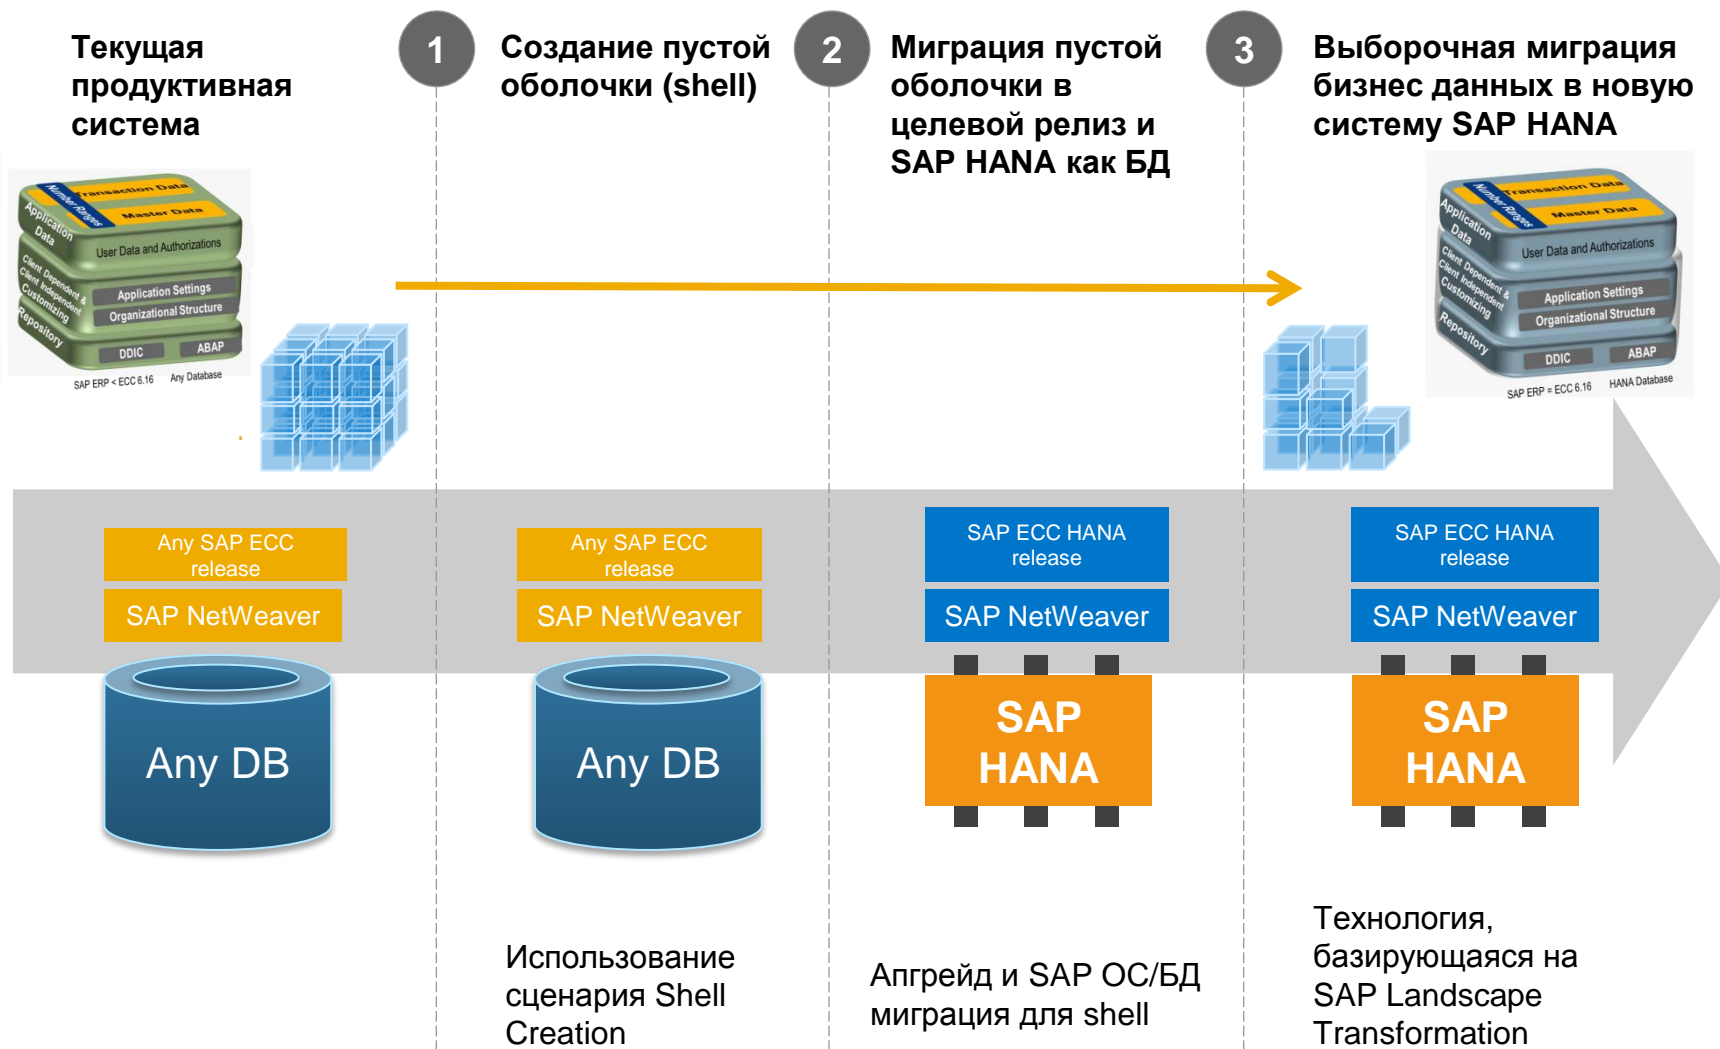 Текущая
продуктивная
система
1
Создание пустой
оболочки (shell)
2
Миграция пустой
оболочки в
целевой релиз и
SAP HANA как БД
3
Выборочная миграция
бизнес данных в новую
систему SAP HANA
Transaction Data
Number Ranges
Master Data
Application
Data
User Data and Authorizations
Client Dependent &
Client Independent
Customizing
Application Settings
Organizational Structure
Repository
DDIC
ABAP
SAP ERP < ECC 6.16
Any Database
Transaction Data
Number Ranges
Master Data
Application
Data
User Data and Authorizations
Client Dependent &
Client Independent
Customizing
Application Settings
Organizational Structure
Repository
DDIC
ABAP
SAP ERP = ECC 6.16
HANA Database
Any SAP ECC
release
SAP NetWeaver
Any DB
Any SAP ECC
release
SAP NetWeaver
Any DB
SAP ECC HANA
release
SAP NetWeaver
SAP
HANA
SAP ECC HANA
release
SAP NetWeaver
SAP
HANA
Использование
сценария Shell
Creation
Апгрейд и SAP ОС/БД
миграция для shell
Технология,
базирующаяся на
SAP Landscape
Transformation